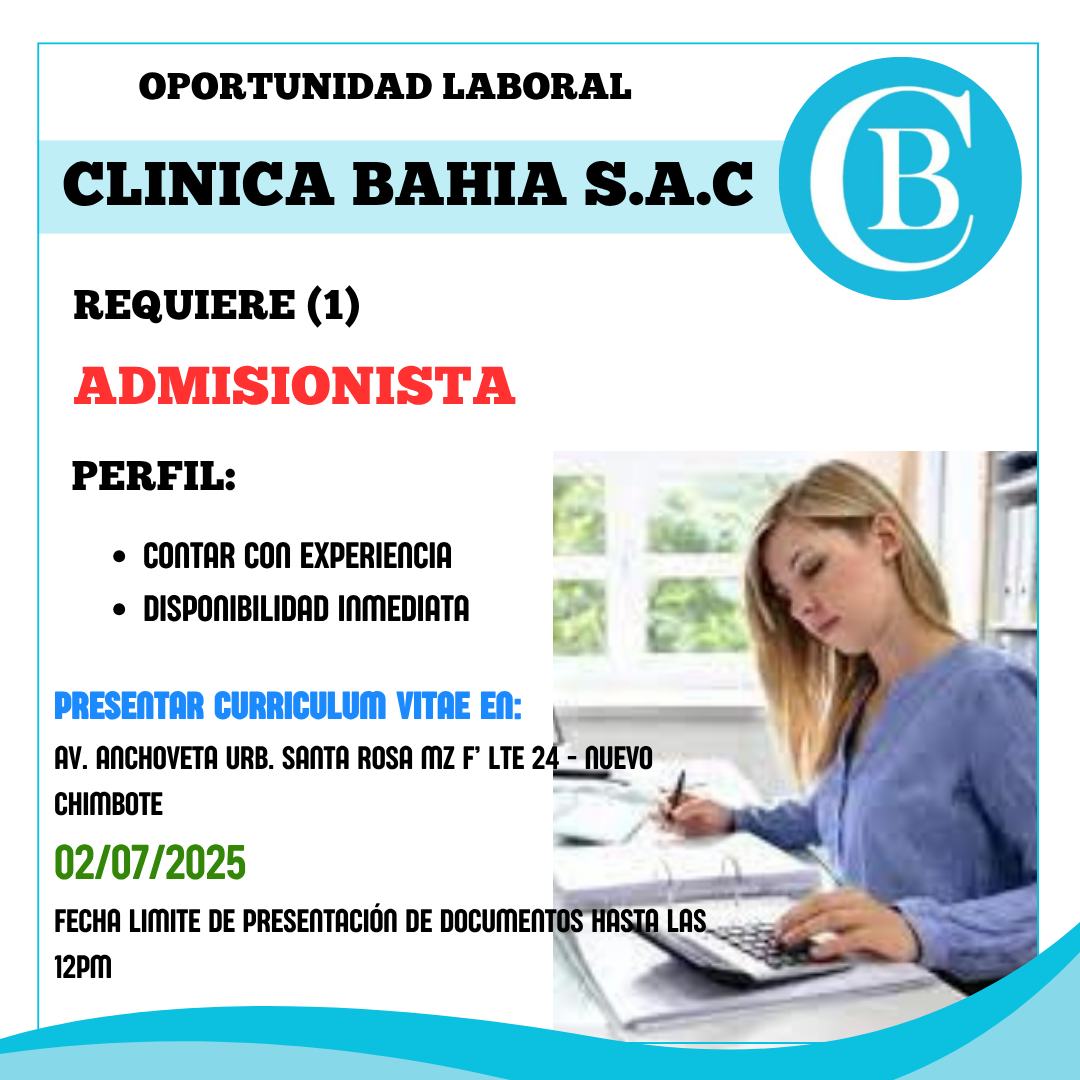 OPORTUNIDAD LABORAL
CLINICA BAHIA S.A.C
CB
REQUIERE (1)
ADMISIONISTA
PERFIL:
• CONTAR CON EXPERIENCIA
• DISPONIBILIDAD INMEDIATA
PRESENTAR CURRICULUM VITAE EN:
AV. ANCHOVETA URB. SANTA ROSA MZ F' LTE 24 - NUEVO
CHIMBOTE
02/07/2025
FECHA LIMITE DE PRESENTACIÓN DE DOCUMENTOS HASTA LAS
12PM